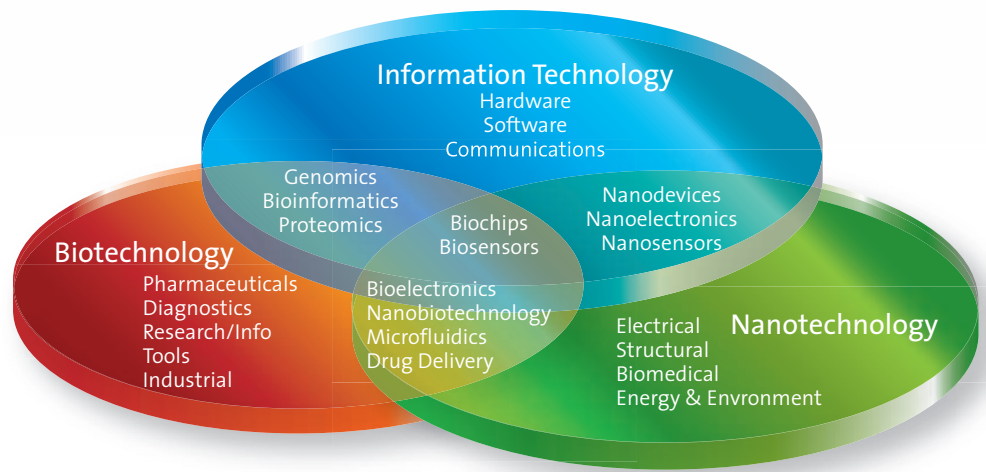 Information Technology
Hardware
Software
Communications
Genomics
Bioinformatics
Proteomics
Biochips
Biosensors
Nanodevices
Nanoelectronics
Nanosensors
Biotechnology
Pharmaceuticals
Diagnostics
Research/Info
Tools
Industrial
Bioelectronics
Nanobiotechnology
Microfluidics
Drug Delivery
Nanotechnology
Electrical
Structural
Biomedical
Energy & Envronment